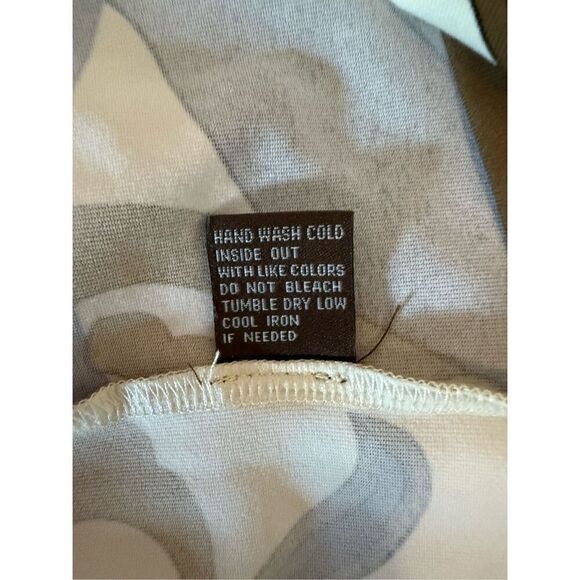 HAND WASH COLD
INSIDE OUT
WITH LIKE COLORS
DO NOT BLEACH
TUMBLE DRY LOW
COOL IRON
IF NEEDED